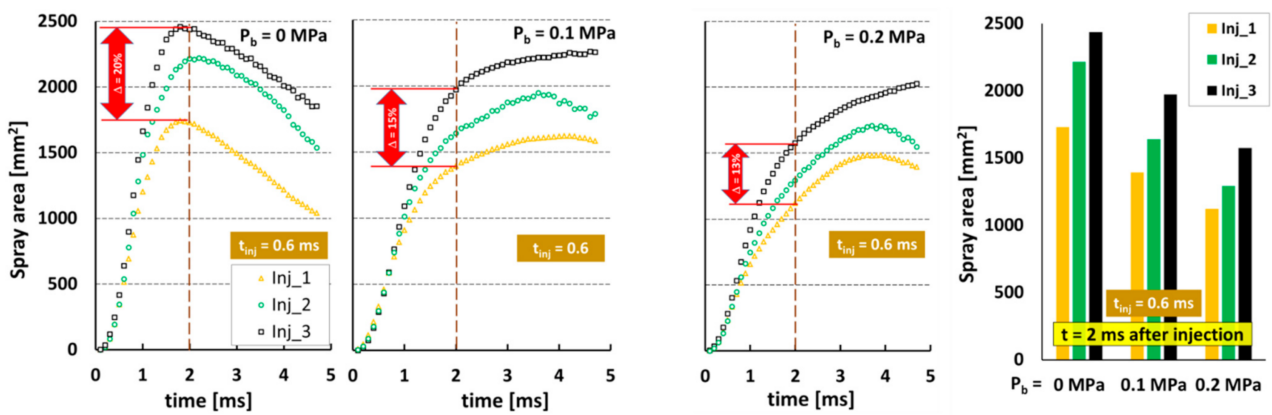 Spray area [mm²]
2500
2000
1500
1000
500
0
P_b = 0 MPa
Δ = 20%
t_inj = 0.6 ms
Inj_1
Inj_2
Inj_3
0 1 2 3 4 5
time [ms]
P_b = 0.1 MPa
Δ = 15%
t_inj = 0.6
0 1 2 3 4 5
time [ms]
P_b = 0.2 MPa
Δ = 13%
t_inj = 0.6 ms
0 1 2 3 4 5
time [ms]
Spray area [mm²]
2500
2000
1500
1000
500
0
Inj_1
Inj_2
Inj_3
t_inj = 0.6 ms
t = 2 ms after injection
P_b = 0 MPa 0.1 MPa 0.2 MPa